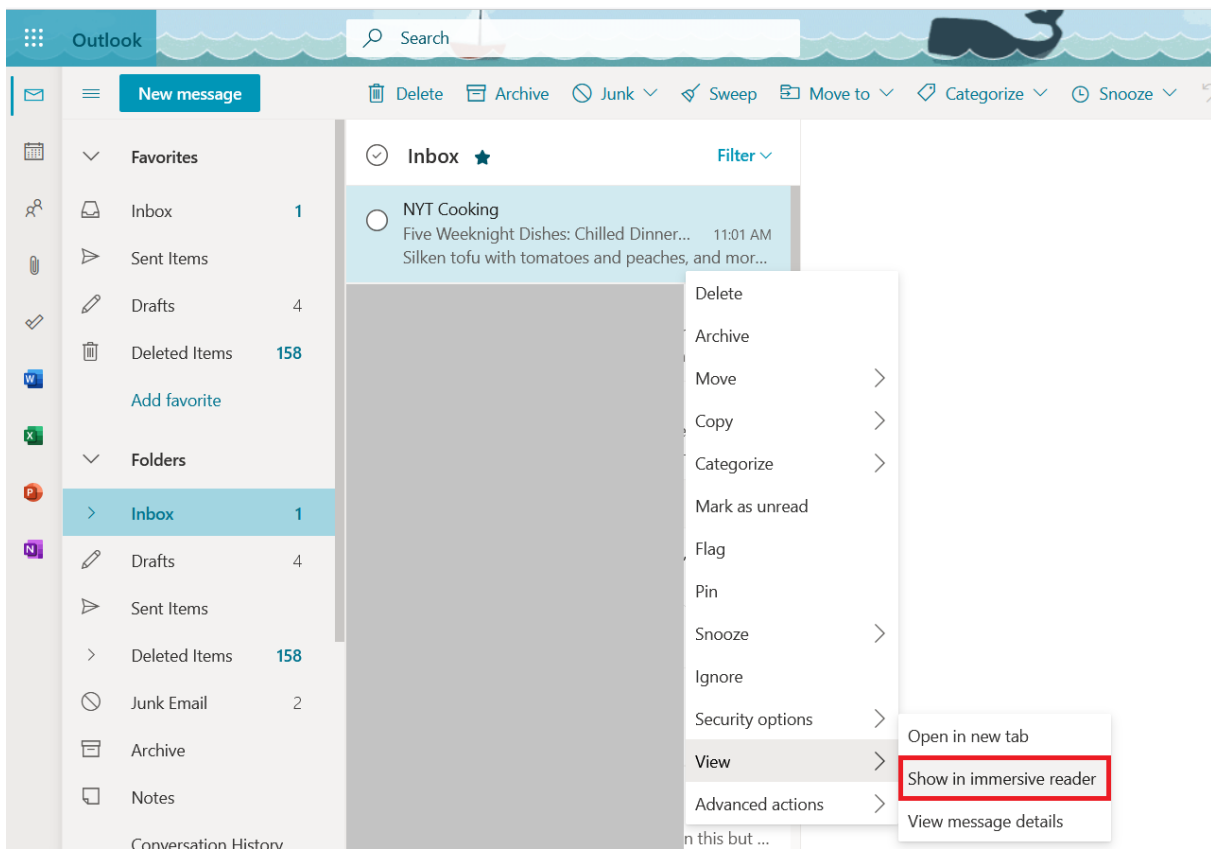 Outlook
Search
New message
Delete Archive Junk Sweep Move to Categorize Snooze
Favorites
Inbox 1
Sent Items
Drafts 4
Deleted Items 158
Add favorite
Folders
Inbox 1
Drafts 4
Sent Items
Deleted Items 158
Junk Email 2
Archive
Notes
Conversation History
Inbox
Filter
NYT Cooking
Five Weeknight Dishes: Chilled Dinner... 11:01 AM
Silken tofu with tomatoes and peaches, and mor...
Delete
Archive
Move
Copy
Categorize
Mark as unread
Flag
Pin
Snooze
Ignore
Security options
View
Advanced actions
Open in new tab
Show in immersive reader
View message details
this but ...